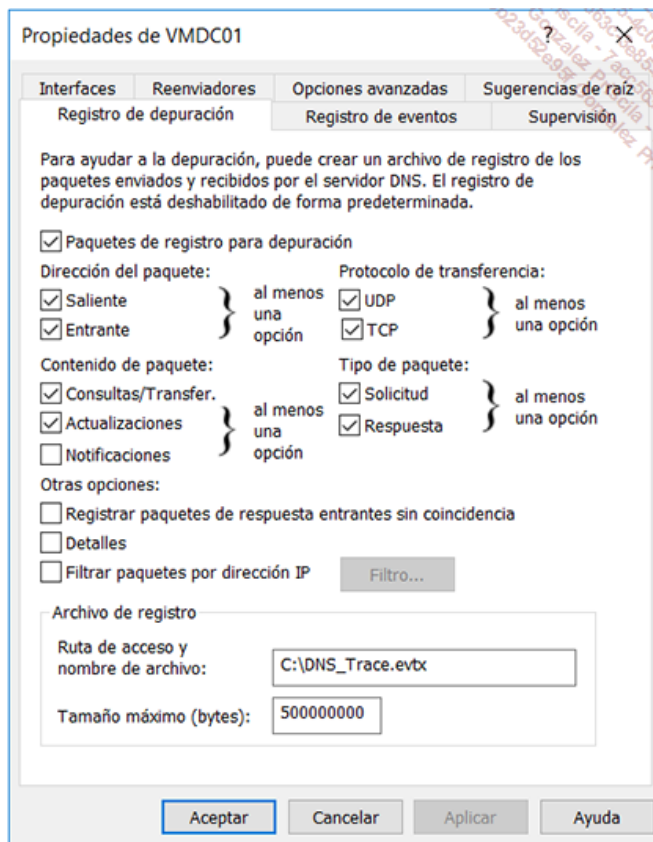 Propiedades de VMDC01
?
Interfaces
Reenviadores
Opciones avanzadas
Sugerencias de raíz
Registro de depuración
Registro de eventos
Supervisión
Para ayudar a la depuración, puede crear un archivo de registro de los
paquetes enviados y recibidos por el servidor DNS. El registro de
depuración está deshabilitado de forma predeterminada.
Paquetes de registro para depuración
Dirección del paquete:
Saliente
Entrante
al menos
una
opción
Protocolo de transferencia:
UDP
TCP
al menos
una opción
Contenido de paquete:
Consultas/Transfer.
Actualizaciones
Notificaciones
al menos
una
opción
Tipo de paquete:
Solicitud
Respuesta
al menos
una opción
Otras opciones:
Registrar paquetes de respuesta entrantes sin coincidencia
Detalles
Filtrar paquetes por dirección IP
Filtro...
Archivo de registro
Ruta de acceso y
nombre de archivo:
C:\DNS_Trace.evtx
Tamaño máximo (bytes):
500000000
Aceptar
Cancelar
Aplicar
Ayuda